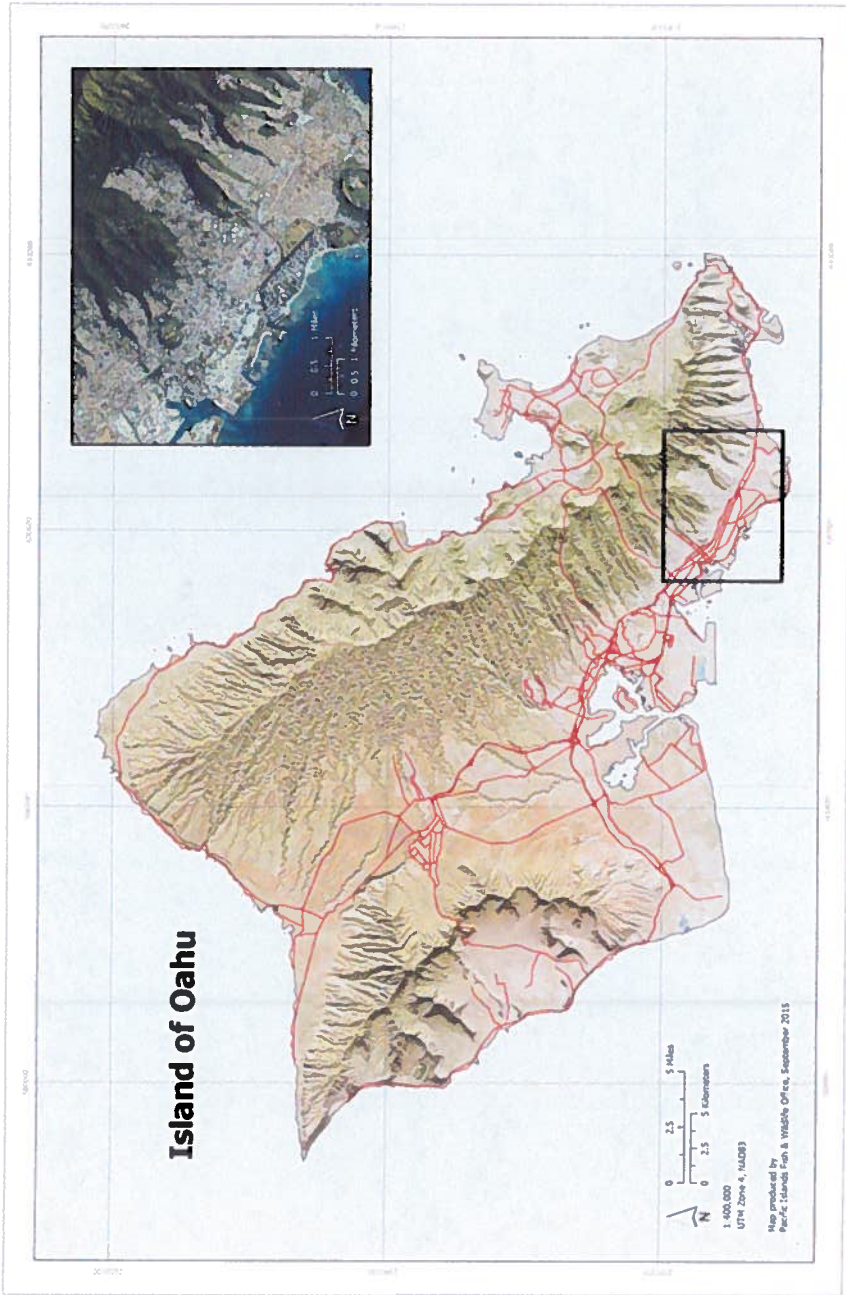 Island of Oahu
0 0.5 1 Miles
0 0.5 1 Kilometers
N
0 2.5 5 Miles
0 2.5 5 Kilometers
N
1:400,000
UTM Zone 4, NAD83
Map produced by
Pacific Islands Fish & Wildlife Office, September 2015